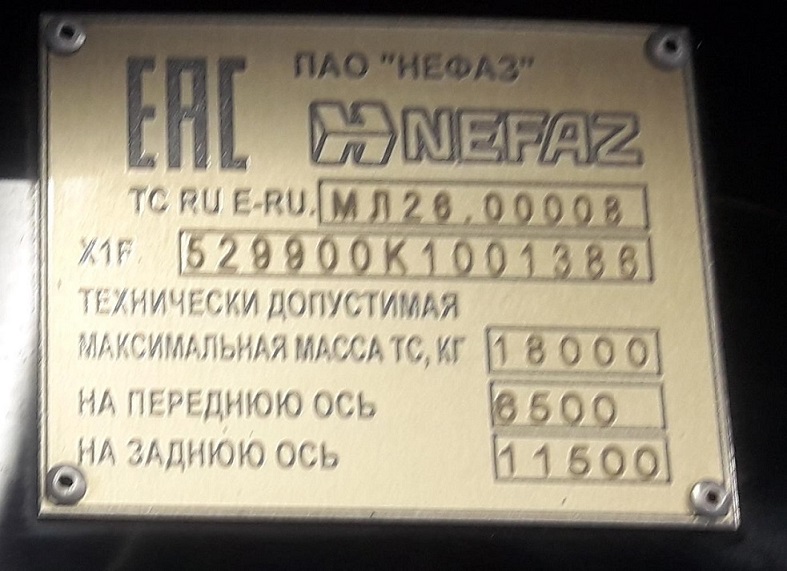 ЕАС
ПАО "НЕФАЗ"
NEFAZ
ТС RU E-RU. МЛ26.00008
X1F 529900K1001386
ТЕХНИЧЕСКИ ДОПУСТИМАЯ
МАКСИМАЛЬНАЯ МАССА ТС, КГ 18000
НА ПЕРЕДНЮЮ ОСЬ 6500
НА ЗАДНЮЮ ОСЬ 11500